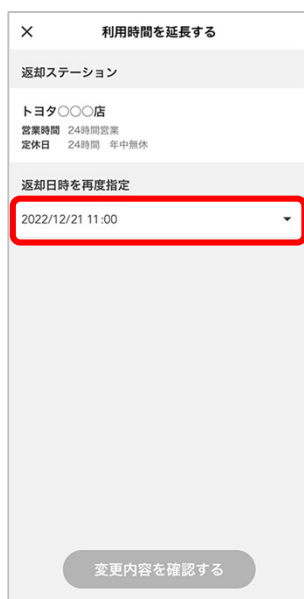 × 利用時間を延長する
返却ステーション
トヨタ○○○店
営業時間 24時間営業
定休日 24時間 年中無休
返却日時を再度指定
2022/12/21 11:00
変更内容を確認する